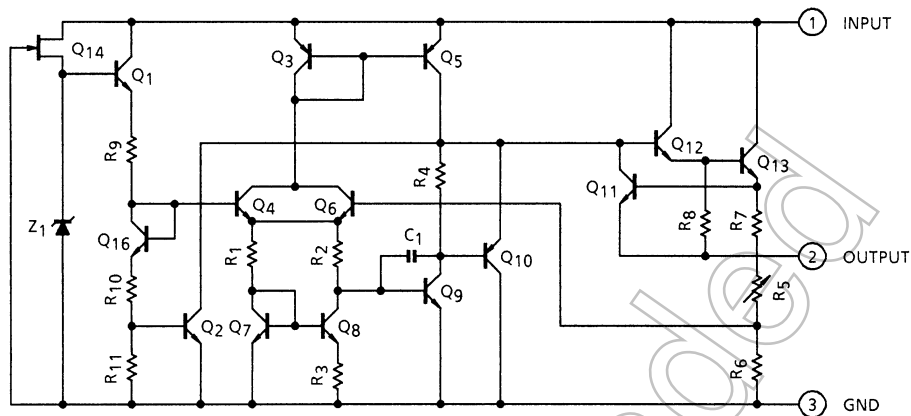 1 INPUT
Q14
Q1
Q3
Q5
R9
Q12
Q13
R4
Q11
Q4
Q6
R8
R7
Z1
Q16
R1
R2
C1
Q10
2 OUTPUT
R10
Q9
R5
Q2
Q7
Q8
R11
R3
R6
3 GND